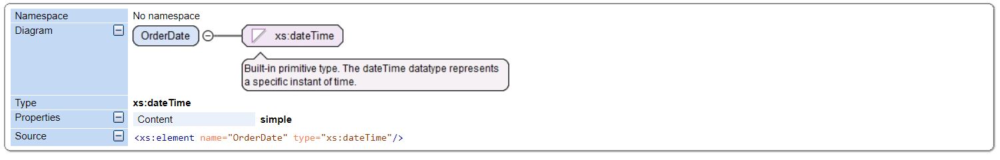 Namespace No namespace
Diagram OrderDate xs:dateTime
Built-in primitive type. The dateTime datatype represents
a specific instant of time.
Type xs:dateTime
Properties Content simple
Source <xs:element name="OrderDate" type="xs:dateTime"/>